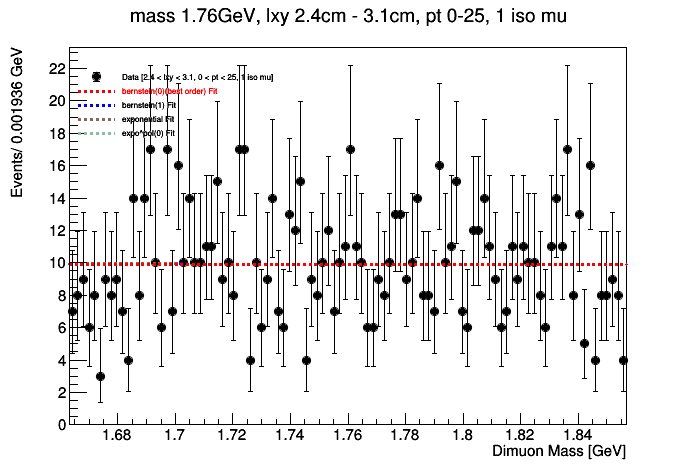 mass 1.76GeV, lxy 2.4cm - 3.1cm, pt 0-25, 1 iso mu
Events/ 0.001936 GeV
22
20
18
16
14
12
10
8
6
4
2
0
Data [2.4 < lxy < 3.1, 0 < pt < 25, 1 iso mu]
bernstein(0)(best order) Fit
bernstein(1) Fit
exponential Fit
expo*pol(0) Fit
1.68
1.7
1.72
1.74
1.76
1.78
1.8
1.82
1.84
Dimuon Mass [GeV]